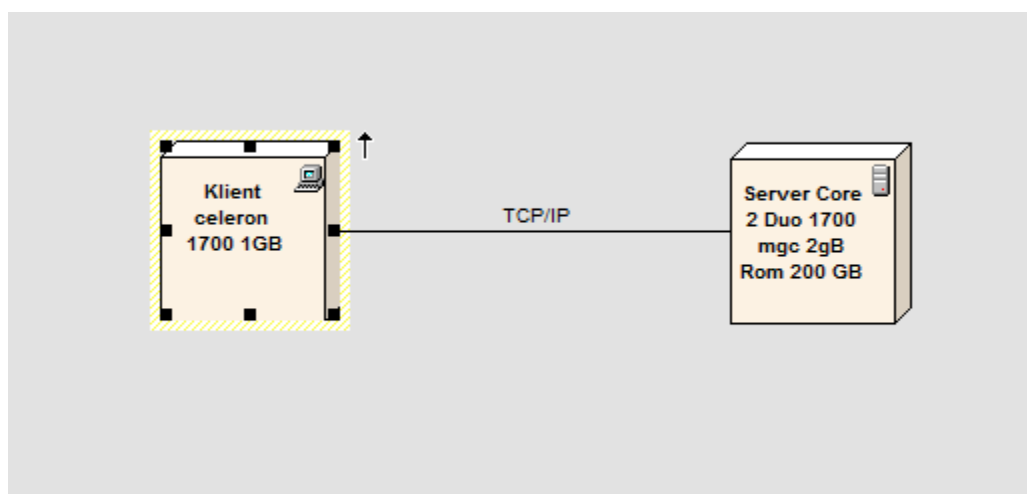 Klient
celeron
1700 1GB
TCP/IP
Server Core
2 Duo 1700
mgc 2gB
Rom 200 GB